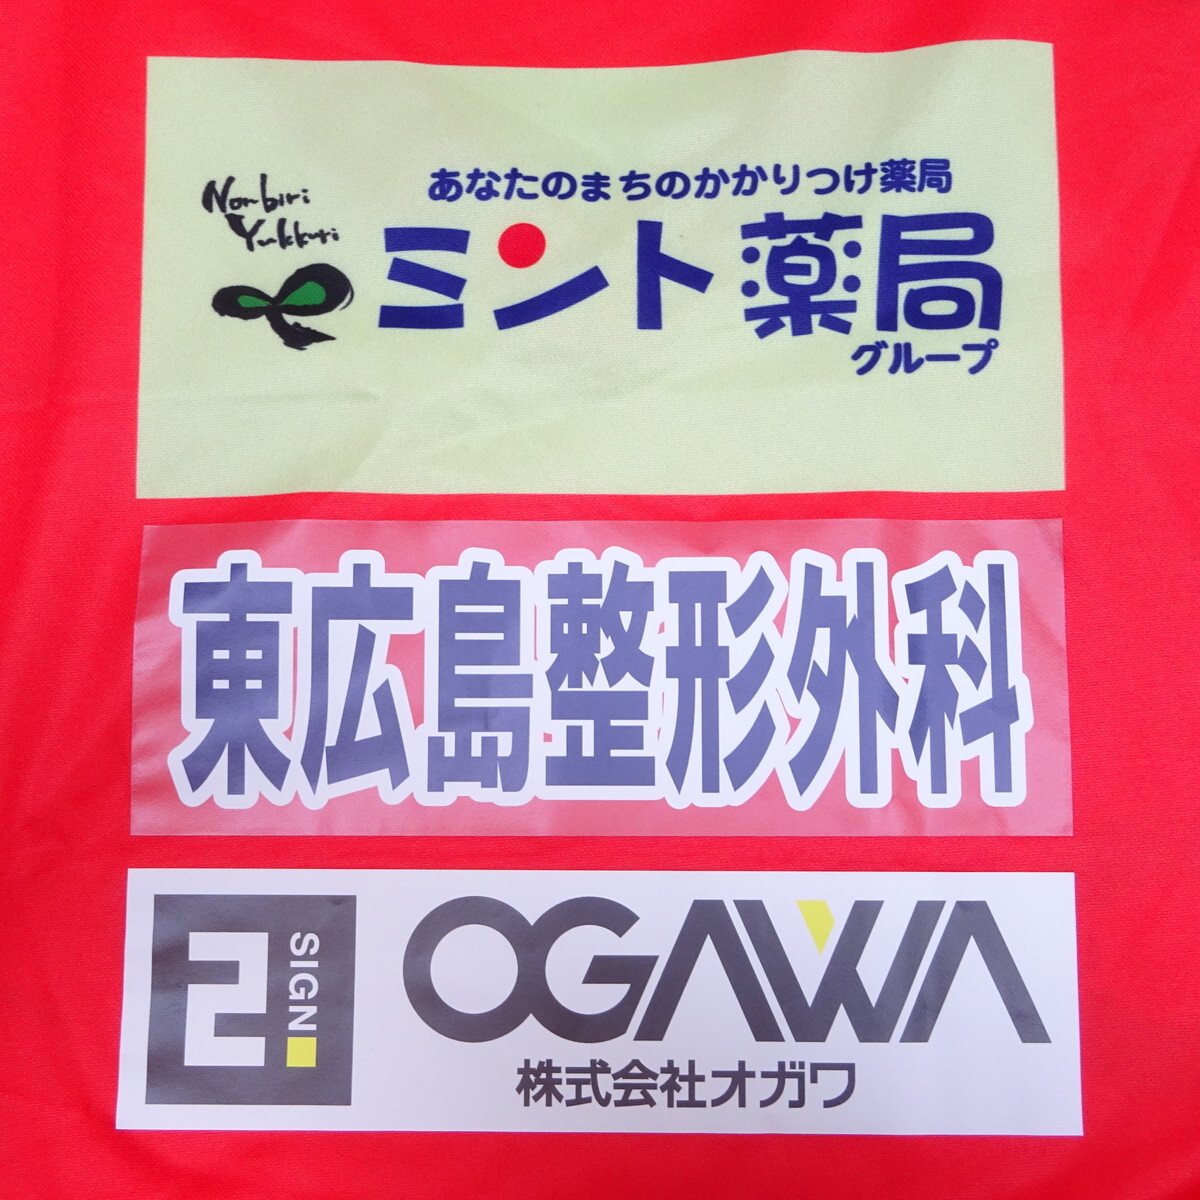 あなたのまちのかかりつけ薬局
Nonbiri
Yukkuri
ミント薬局
グループ
東広島整形外科
SIGN
OGAWA
株式会社オガワ